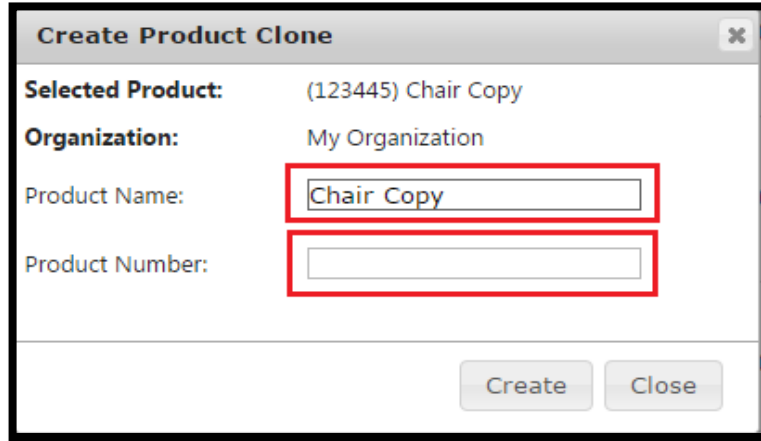 Create Product Clone
Selected Product: (123445) Chair Copy
Organization: My Organization
Product Name: Chair Copy
Product Number:
Create Close